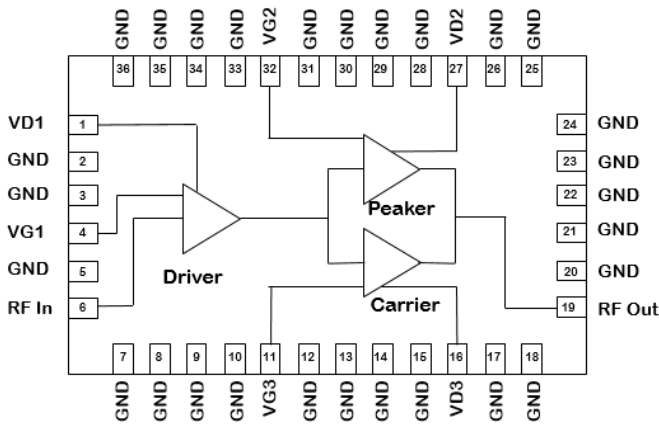 GND GND GND GND VG2 GND GND GND GND VD2 GND GND
36 35 34 33 32 31 30 29 28 27 26 25
VD1 1 24 GND
GND 2 23 GND
GND 3 22 GND
VG1 4 21 GND
GND 5 20 GND
RF In 6 19 RF Out
Peaker
Driver
Carrier
7 8 9 10 11 12 13 14 15 16 17 18
GND GND GND GND VG3 GND GND GND GND VD3 GND GND